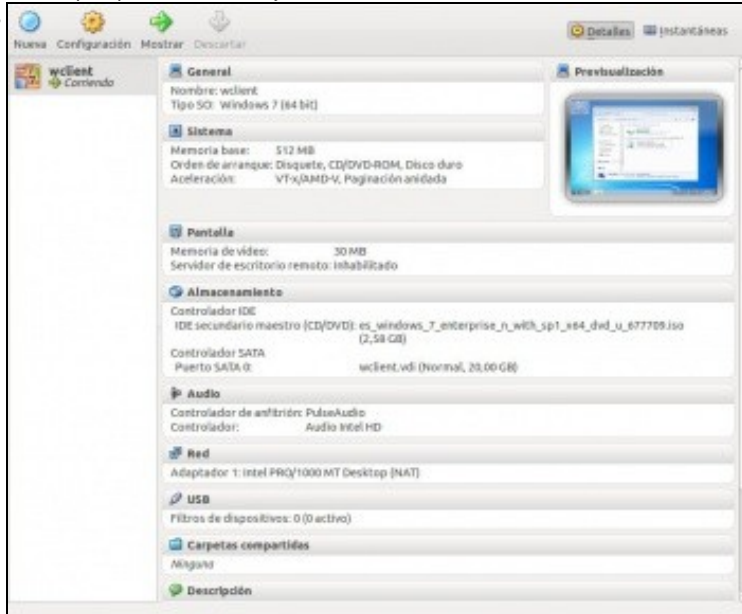 Nueva Configuración Mostrar Descartar
Detalles Instantáneas
wclient
Corriendo
General
Nombre: wclient
Tipo SO: Windows 7 (64 bit)
Previsualización
Sistema
Memoria base: 512 MB
Orden de arranque: Disquete, CD/DVD-ROM, Disco duro
Aceleración: VT-x/AMD-V, Paginación anidada
Pantalla
Memoria de vídeo: 30 MB
Servidor de escritorio remoto: Inhabilitado
Almacenamiento
Controlador IDE
IDE secundario maestro (CD/DVD): es_windows_7_enterprise_n_with_sp1_x64_dvd_u_677709.iso
(2,58 GB)
Controlador SATA
Puerto SATA 0: wclient.vdi (Normal, 20,00 GB)
Audio
Controlador de anfitrión: PulseAudio
Controlador: Audio Intel HD
Red
Adaptador 1: Intel PRO/1000 MT Desktop (NAT)
USB
Filtros de dispositivos: 0 (0 activo)
Carpetas compartidas
Ninguno
Descripción